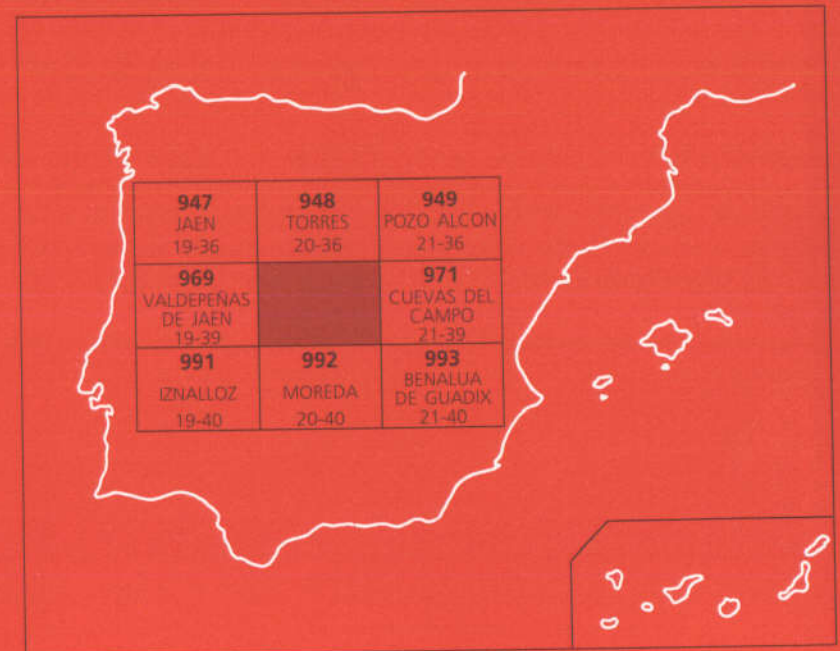 947
JAEN
19-36
948
TORRES
20-36
949
POZO ALCON
21-36
969
VALDEPEÑAS
DE JAEN
19-39
971
CUEVAS DEL
CAMPO
21-39
991
IZNALLOZ
19-40
992
MOREDA
20-40
993
BENALUA
DE GUADIX
21-40